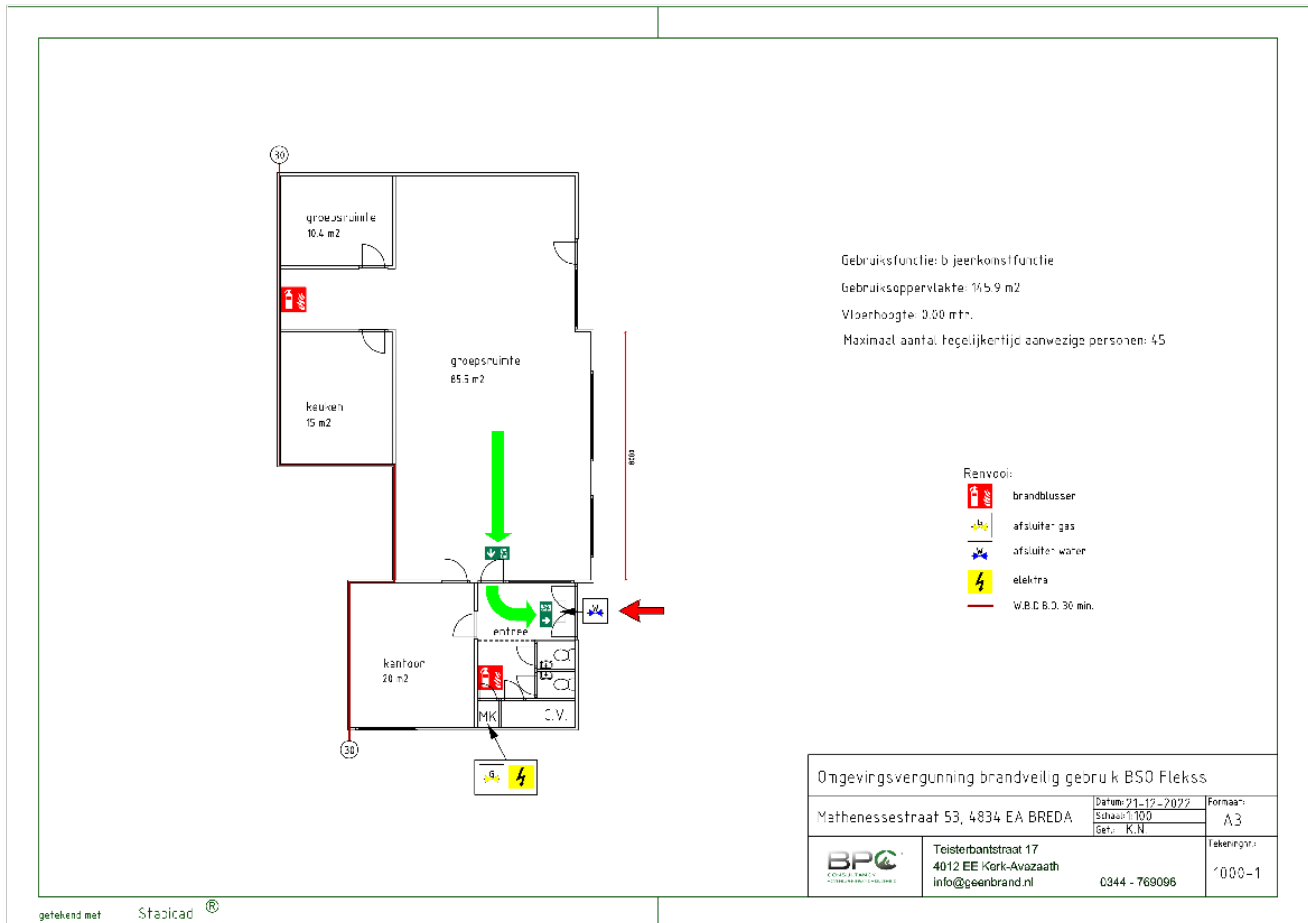 30
groepsruimte
10.4 m2
groepsruimte
keuken
15 m2
entree
kantoor
20 m2
MK
C.V.
30
G
W
Gebruiksfunctie: bijeenkomstfunctie
Gebruiksoppervlakte: 145.9 m2
Vloerhoogte: 0.00 mtr.
Maximaal aantal tegelijkertijd aanwezige personen: 45
Renvooi:
brandblusser
G
afsluiter gas
W
afsluiter water
elektra
W.B.D.B.O. 30 min.
Omgevingsvergunning brandveilig gebruik BSO Flekss
Mathenessestraat 53, 4834 EA BREDA
Datum: 21-12-2022
Schaal: 1:100
Get.: K.N.
Formaat:
A3
BPC
CONSULTANCY
Teisterbantstraat 17
4012 EE Kerk-Avezaath
info@geenbrand.nl
0344 - 769096
Tekeningnr.:
1000-1
getekend met Stabicad ®